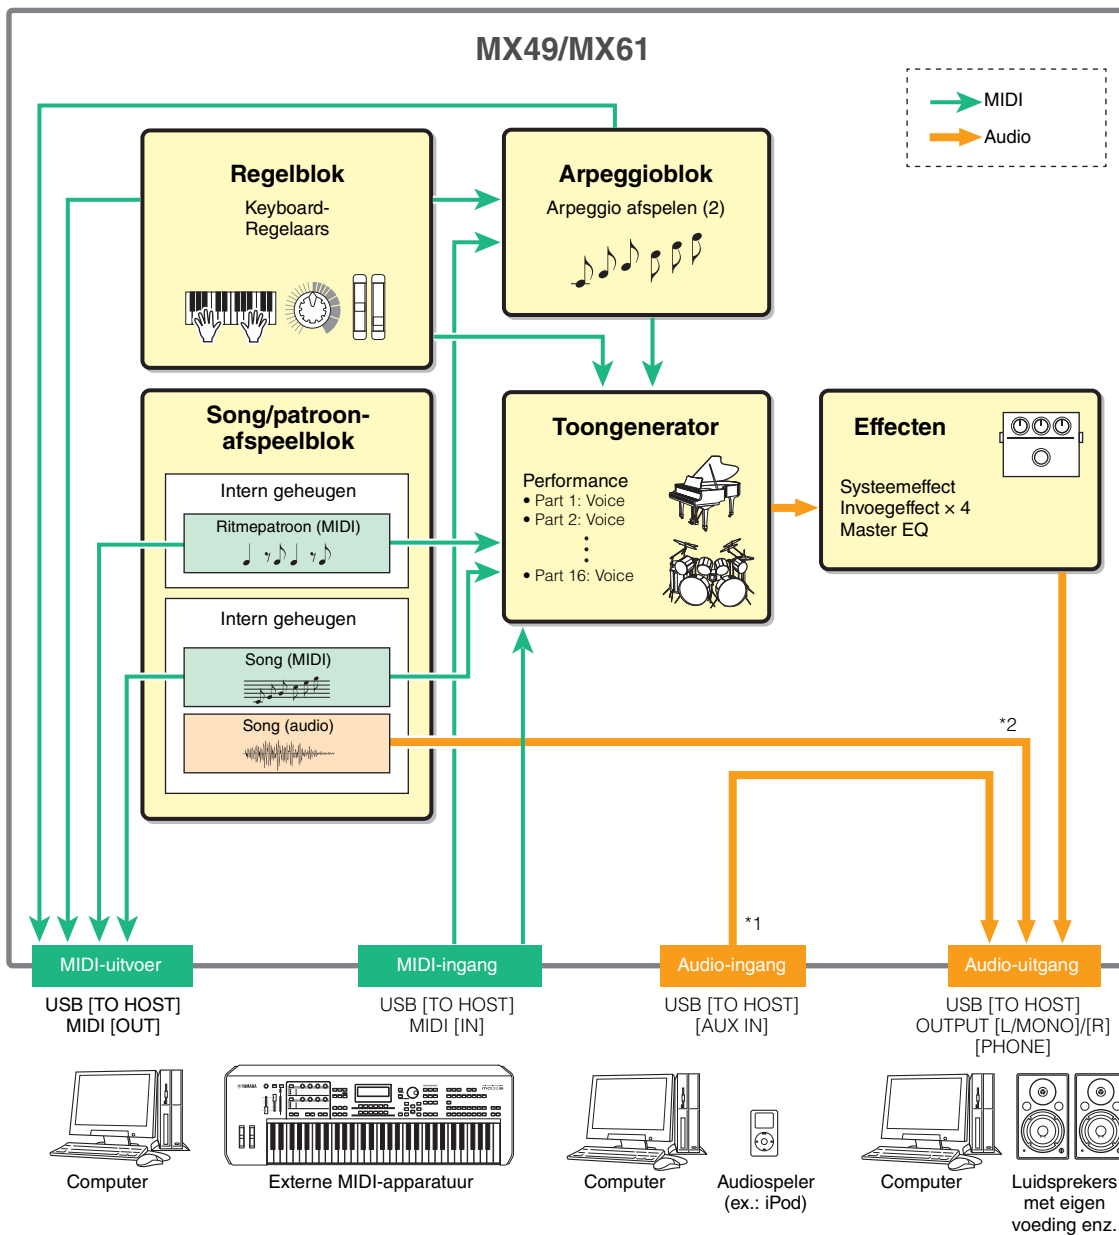 MX49/MX61
MIDI
Audio
Regelblok
Keyboard-
Regelaars
Arpeggioblok
Arpeggio afspelen (2)
Song/patroon-
afspeelblok
Intern geheugen
Ritmepatroon (MIDI)
Intern geheugen
Song (MIDI)
Song (audio)
Toongenerator
Performance
• Part 1: Voice
• Part 2: Voice
• Part 16: Voice
Effecten
Systeemeffect
Invoegeffect × 4
Master EQ
*2
*1
MIDI-uitvoer
MIDI-ingang
Audio-ingang
Audio-uitgang
USB [TO HOST]
MIDI [OUT]
USB [TO HOST]
MIDI [IN]
USB [TO HOST]
[AUX IN]
USB [TO HOST]
OUTPUT [L/MONO]/[R]
[PHONE]
YAMAHA
Computer
Externe MIDI-apparatuur
Computer
Audiospeler
(ex.: iPod)
Computer
Luidsprekers
met eigen
voeding enz.